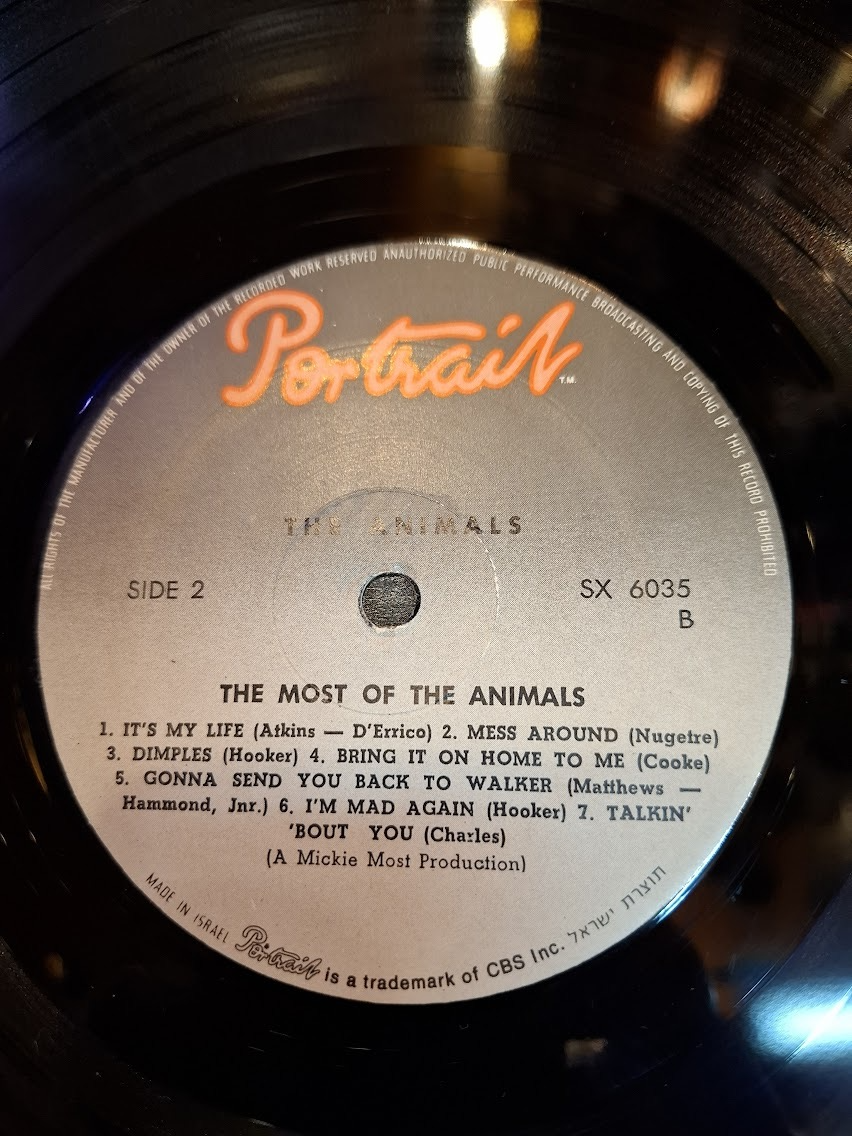 ALL RIGHTS OF THE MANUFACTURER AND OF THE OWNER OF THE RECORDED WORK RESERVED ANAUTHORIZED PUBLIC PERFORMANCE BROADCASTING AND COPYING OF THIS RECORD PROHIBITED
Portrait T.M.
THE ANIMALS
SIDE 2
SX 6035
B
THE MOST OF THE ANIMALS
1. IT'S MY LIFE (Atkins — D'Errico) 2. MESS AROUND (Nugetre)
3. DIMPLES (Hooker) 4. BRING IT ON HOME TO ME (Cooke)
5. GONNA SEND YOU BACK TO WALKER (Matthews —
Hammond, Jnr.) 6. I'M MAD AGAIN (Hooker) 7. TALKIN'
'BOUT YOU (Charles)
(A Mickie Most Production)
MADE IN ISRAEL Portrait is a trademark of CBS Inc. תוצרת ישראל